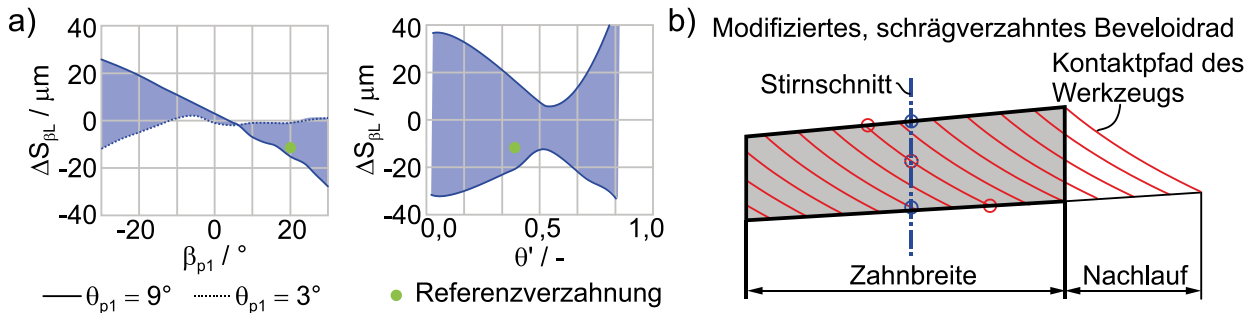 a)
40
20
0
-20
-40
ΔS_βL / µm
-20
0
20
β_p1 / °
40
20
0
-20
-40
ΔS_βL / µm
0,0
0,5
1,0
θ' / -
θ_p1 = 9°
θ_p1 = 3°
Referenzverzahnung
b)
Modifiziertes, schrägverzahntes Beveloidrad
Stirnschnitt
Kontaktpfad des
Werkzeugs
Zahnbreite
Nachlauf